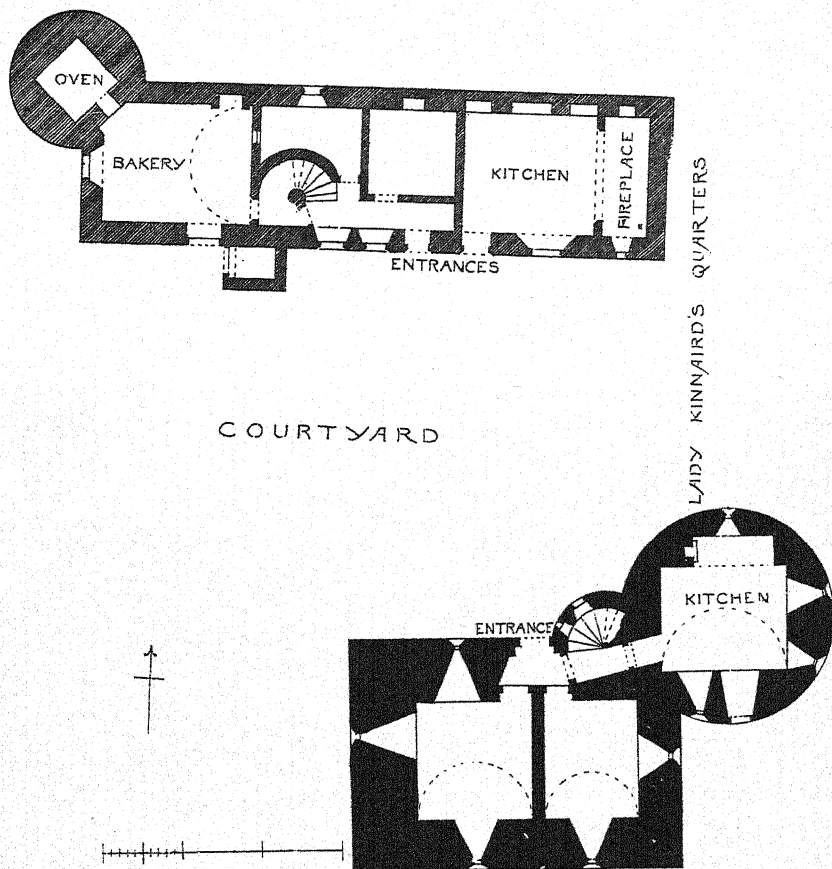 OVEN
BAKERY
KITCHEN
FIREPLACE
ENTRANCES
LADY KINNAIRD'S QUARTERS
COURTYARD
KITCHEN
ENTRANCE